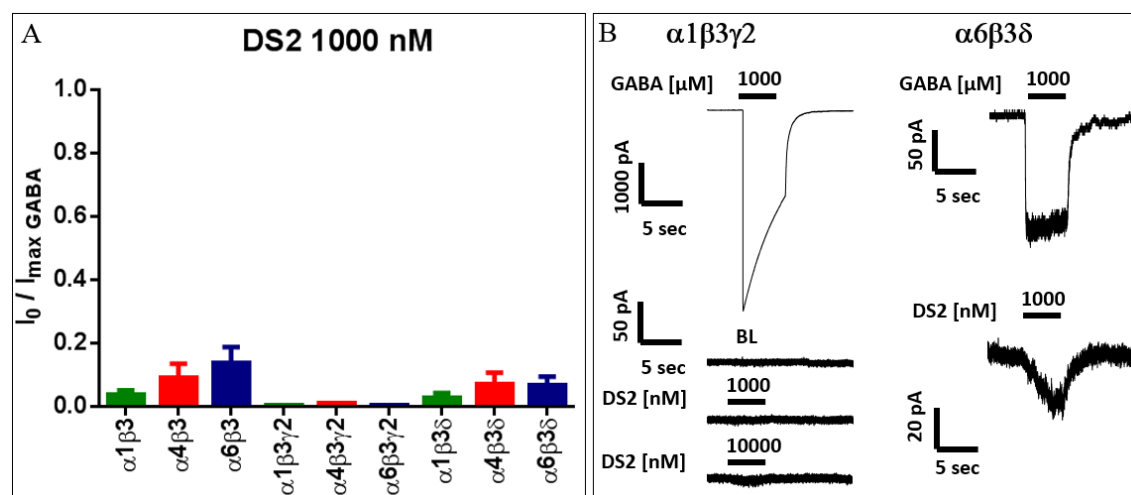 A
DS2 1000 nM
I0 / Imax GABA
1.0
0.8
0.6
0.4
0.2
0.0
α1β3
α4β3
α6β3
α1β3γ2
α4β3γ2
α6β3γ2
α1β3δ
α4β3δ
α6β3δ
B
α1β3γ2
GABA [µM]
1000
1000 pA
5 sec
50 pA
5 sec
BL
DS2 [nM]
1000
DS2 [nM]
10000
α6β3δ
GABA [µM]
1000
50 pA
5 sec
DS2 [nM]
1000
20 pA
5 sec